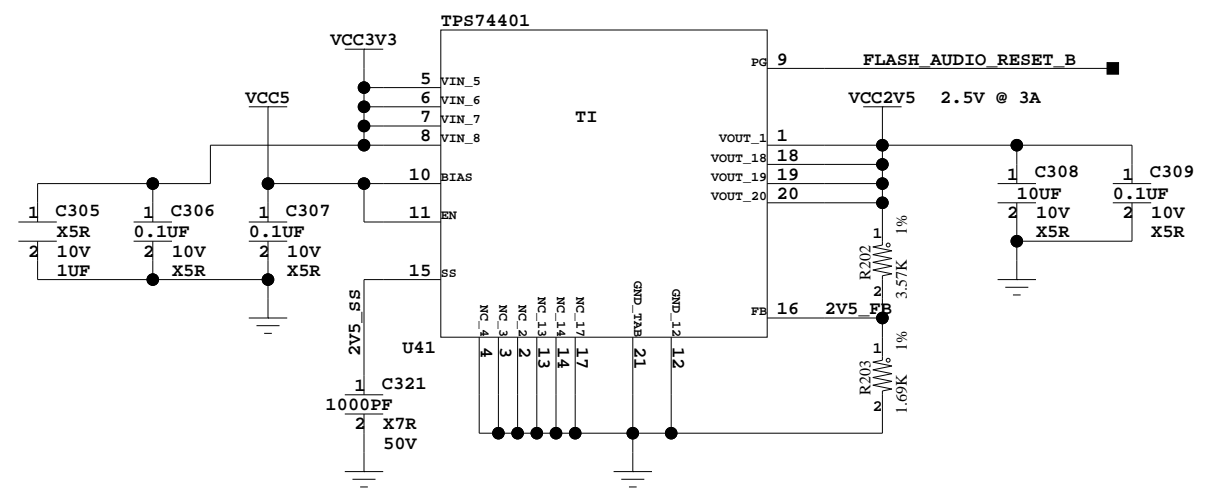 TPS74401
VCC3V3
PG 9 FLASH_AUDIO_RESET_B
5 VIN_5
6 VIN_6
7 VIN_7
8 VIN_8
VCC5
TI
VCC2V5 2.5V @ 3A
VOUT_1 1
VOUT_18 18
VOUT_19 19
VOUT_20 20
10 BIAS
11 EN
15 SS
1 C305
X5R
2 10V
1UF
1 C306
0.1UF
2 10V
X5R
1 C307
0.1UF
2 10V
X5R
1 C308
10UF
2 10V
X5R
1 C309
0.1UF
2 10V
X5R
1 1%
R202
3.57K
2
FB 16 2V5_FB
1 1%
R203
1.69K
2
2V5_SS
U41
NC_4 4
NC_3 3
NC_2 2
NC_13 13
NC_14 14
NC_17 17
GND_TAB 21
GND_12 12
1 C321
1000PF
2 X7R
50V